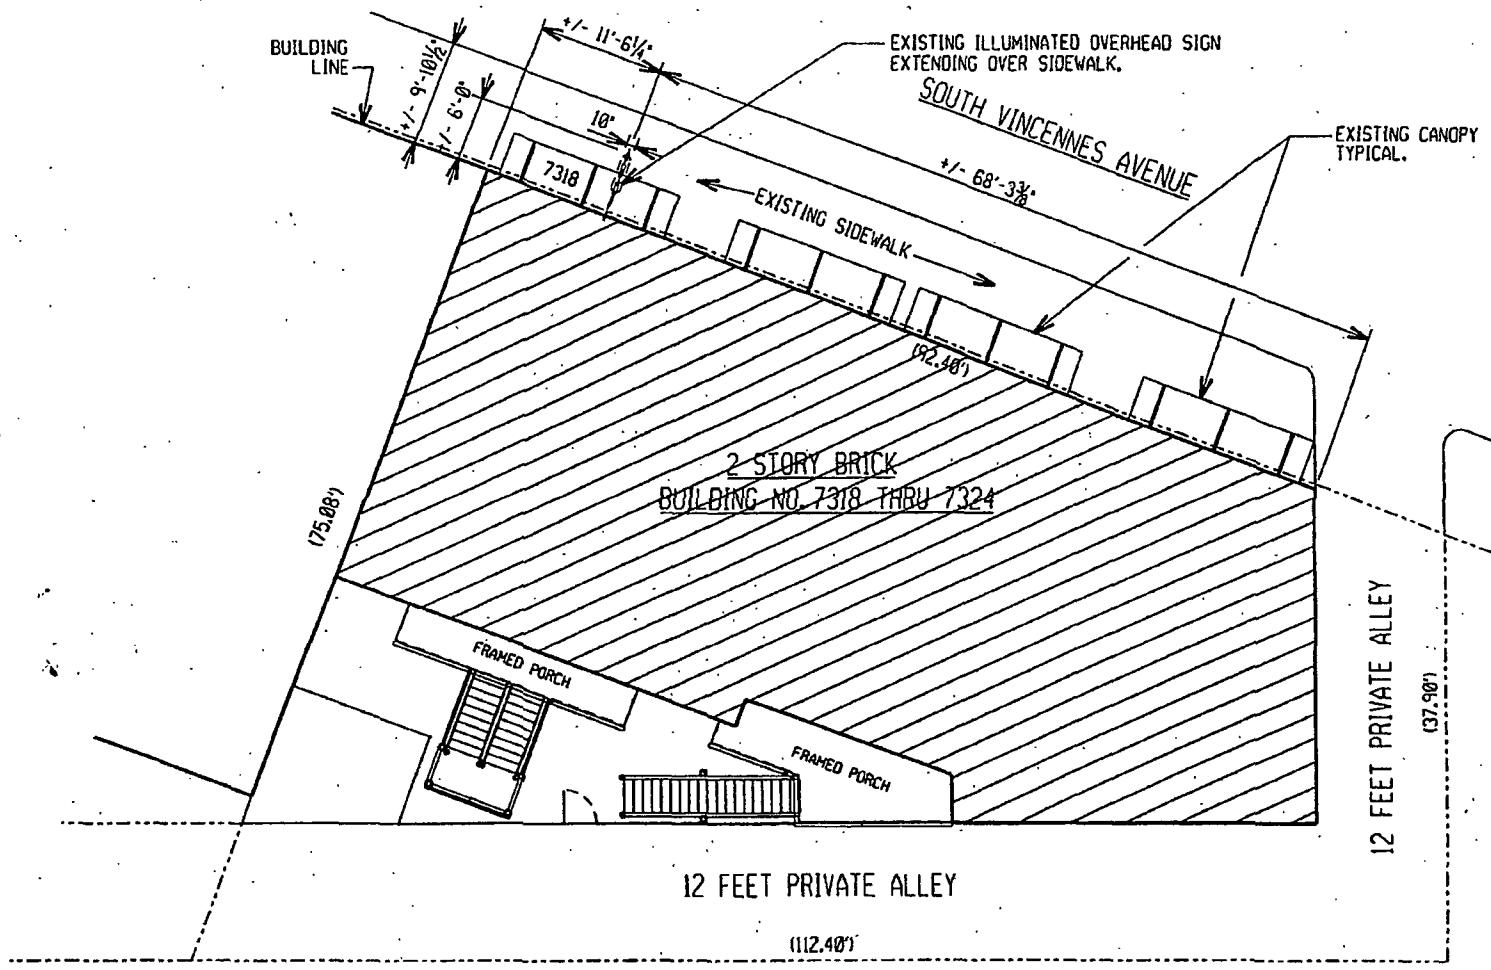 +/- 11'-6¼"
EXISTING ILLUMINATED OVERHEAD SIGN
EXTENDING OVER SIDEWALK.
BUILDING
LINE
+/- 9'-10½"
+/- 6'-0"
10"
SOUTH VINCENNES AVENUE
EXISTING CANOPY
TYPICAL.
7318
+/- 68'-3⅜"
EXISTING SIDEWALK
(92.40')
2 STORY BRICK
BUILDING NO. 7318 THRU 7324
(75.08')
FRAMED PORCH
FRAMED PORCH
12 FEET PRIVATE ALLEY
(37.90')
12 FEET PRIVATE ALLEY
(112.40')